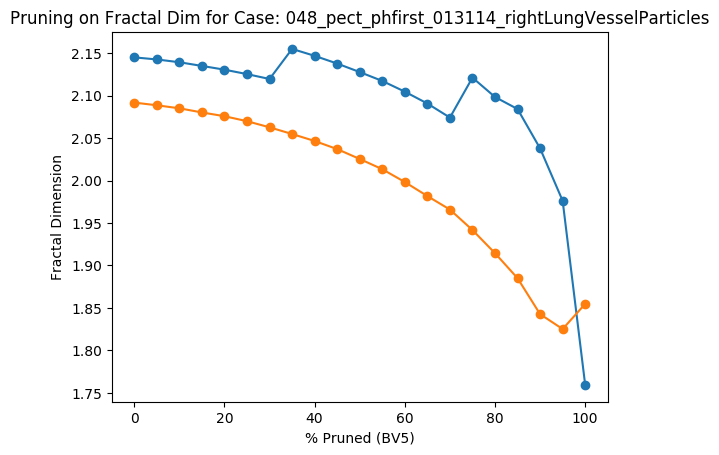 Pruning on Fractal Dim for Case: 048_pect_phfirst_013114_rightLungVesselParticles
Fractal Dimension
2.15
2.10
2.05
2.00
1.95
1.90
1.85
1.80
1.75
0 20 40 60 80 100
% Pruned (BV5)